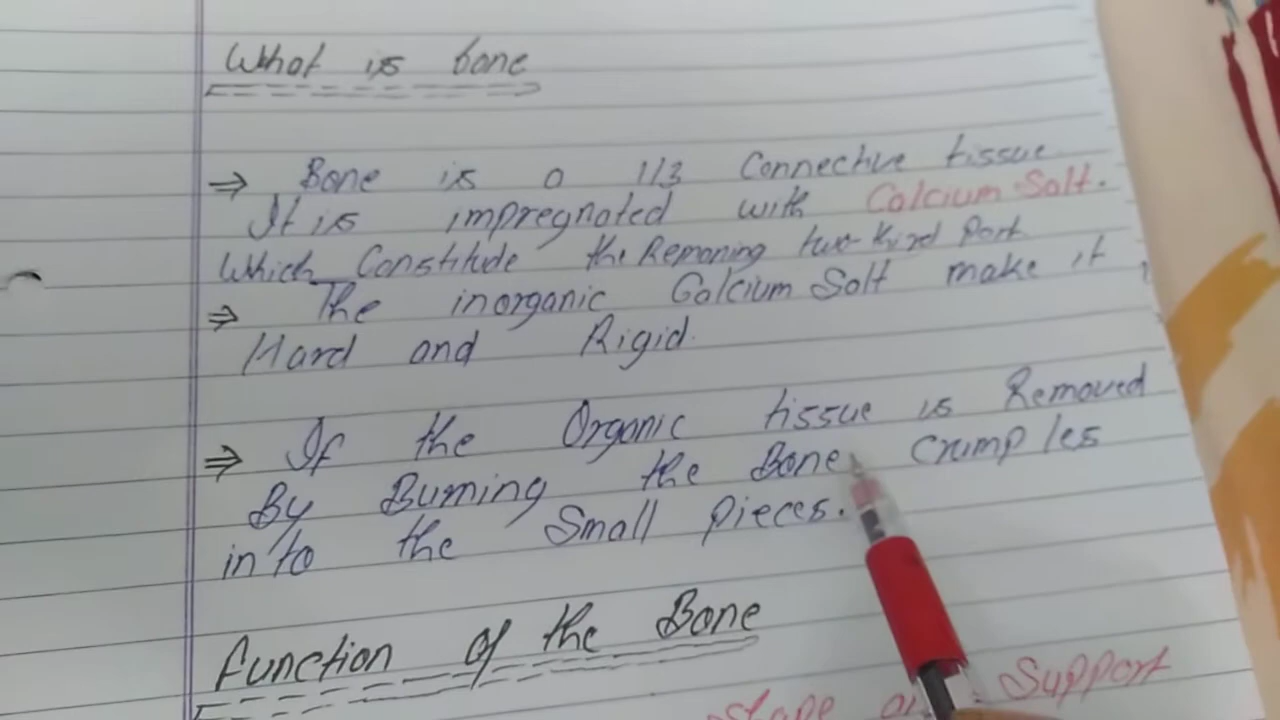 What is bone
⇒ Bone is a 1/3 Connective tissue
It is impregnated with Calcium Salt.
Which Constitude the Remaning two-third Part
⇒ The inorganic Calcium Salt make it
Hard and Rigid.
⇒ If the Organic tissue is Removed
By Burning the Bone Crumples
in to the Small Pieces.
Function of the Bone
Support